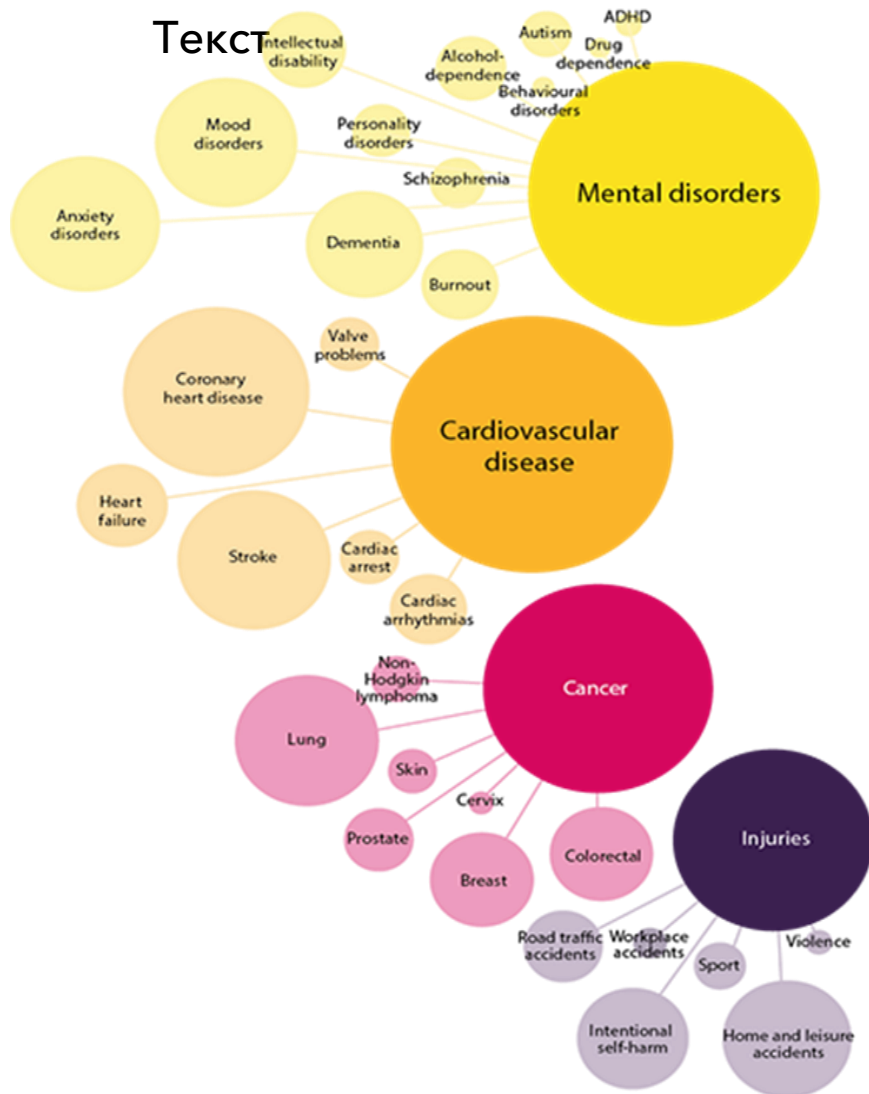 Текст
Intellectual
disability
Alcohol-
dependence
Autism
ADHD
Drug
dependence
Behavioural
disorders
Mood
disorders
Personality
disorders
Schizophrenia
Mental disorders
Anxiety
disorders
Dementia
Burnout
Valve
problems
Coronary
heart disease
Cardiovascular
disease
Heart
failure
Stroke
Cardiac
arrest
Cardiac
arrhythmias
Non-
Hodgkin
lymphoma
Cancer
Lung
Skin
Cervix
Prostate
Breast
Colorectal
Injuries
Road traffic
accidents
Workplace
accidents
Sport
Violence
Intentional
self-harm
Home and leisure
accidents